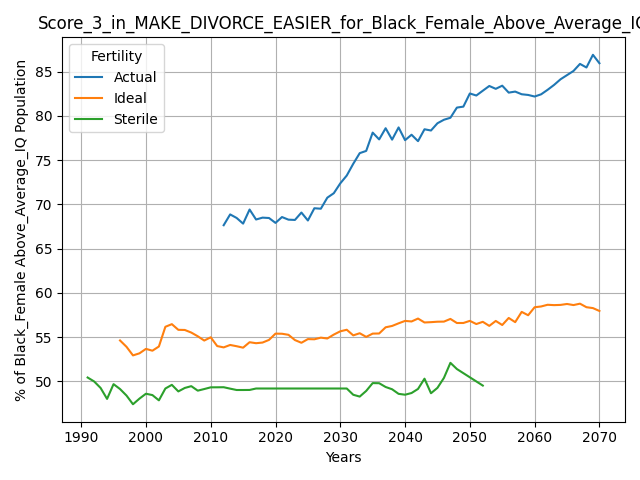 Score_3_in_MAKE_DIVORCE_EASIER_for_Black_Female_Above_Average_IQ
Fertility
Actual
Ideal
Sterile
% of Black_Female Above_Average_IQ Population
85
80
75
70
65
60
55
50
1990 2000 2010 2020 2030 2040 2050 2060 2070
Years